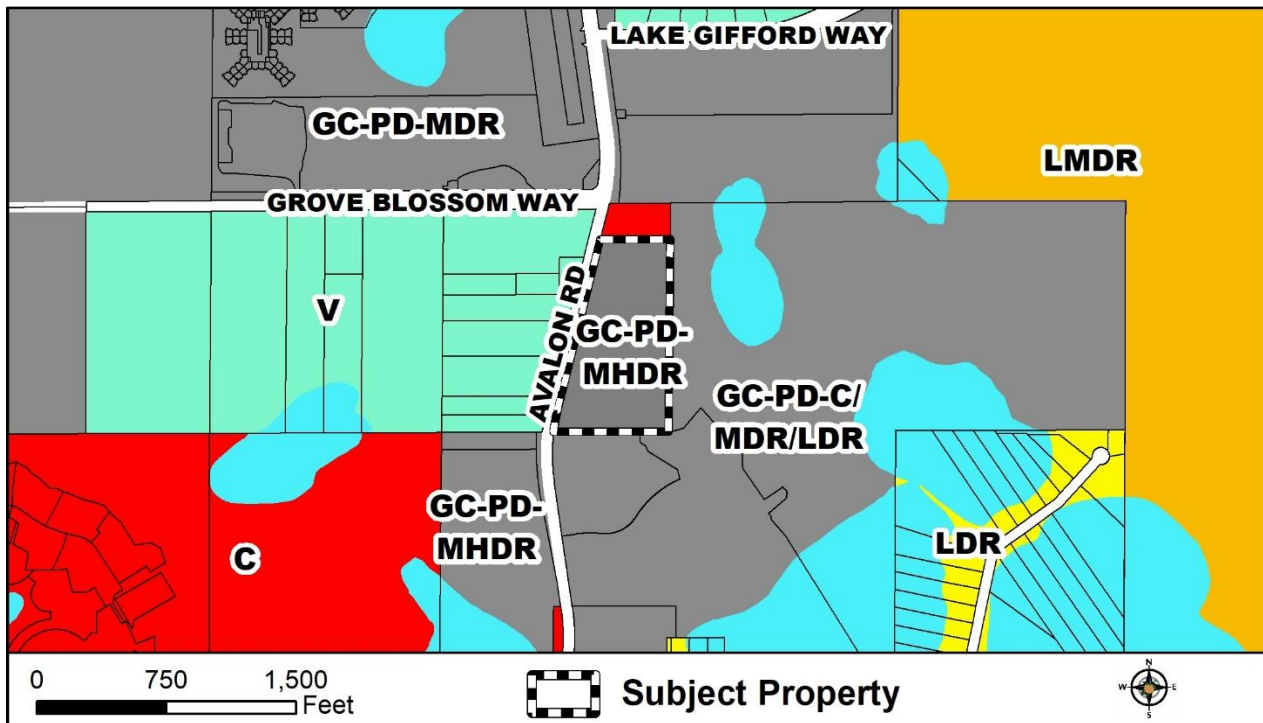 LAKE GIFFORD WAY
GC-PD-MDR
LMDR
GROVE BLOSSOM WAY
V
AVALON RD
GC-PD-
MHDR
GC-PD-C/
MDR/LDR
GC-PD-
MHDR
C
LDR
0 750 1,500
Feet
Subject Property
N
W E
S